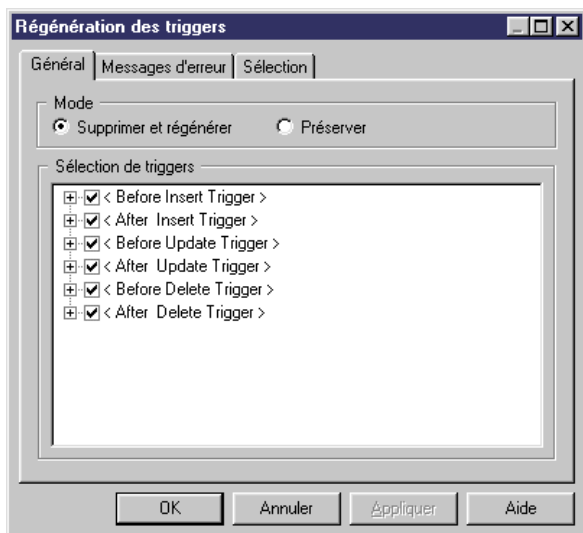 Régénération des triggers
Général Messages d'erreur Sélection
Mode
Supprimer et régénérer Préserver
Sélection de triggers
< Before Insert Trigger >
< After Insert Trigger >
< Before Update Trigger >
< After Update Trigger >
< Before Delete Trigger >
< After Delete Trigger >
OK Annuler Appliquer Aide